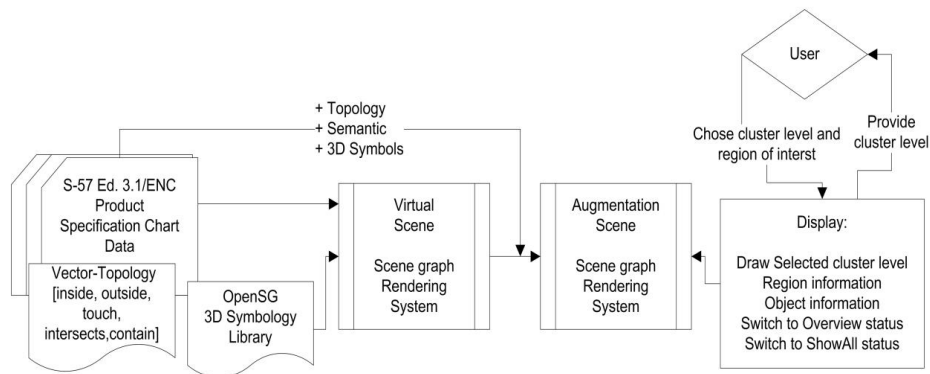 User
+ Topology
+ Semantic
+ 3D Symbols
Chose cluster level and
region of interst
Provide
cluster level
S-57 Ed. 3.1/ENC
Product
Specification Chart
Data
Vector-Topology
[inside, outside,
touch,
intersects,contain]
OpenSG
3D Symbology
Library
Virtual
Scene
Scene graph
Rendering
System
Augmentation
Scene
Scene graph
Rendering
System
Display:
Draw Selected cluster level
Region information
Object information
Switch to Overview status
Switch to ShowAll status